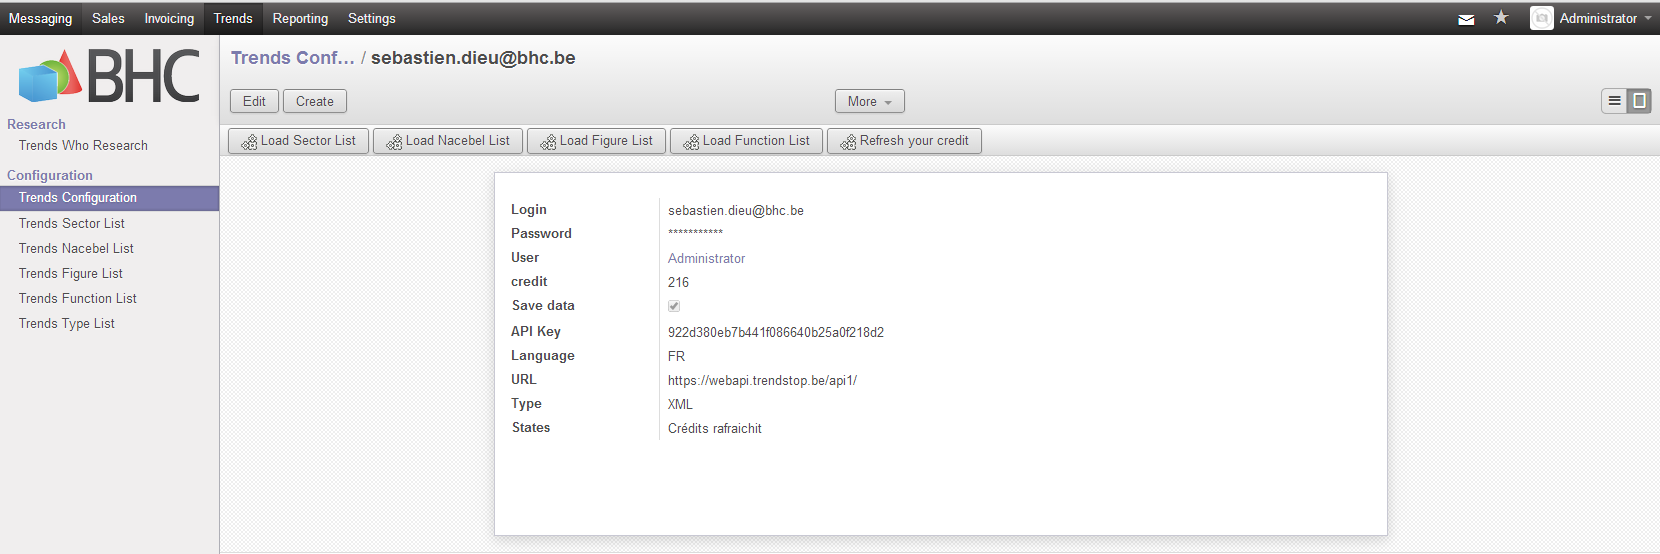 Messaging Sales Invoicing Trends Reporting Settings Administrator
BHC
Trends Conf... / sebastien.dieu@bhc.be
Edit Create More
Load Sector List Load Nacebel List Load Figure List Load Function List Refresh your credit
Research
Trends Who Research
Configuration
Trends Configuration
Trends Sector List
Trends Nacebel List
Trends Figure List
Trends Function List
Trends Type List
Login sebastien.dieu@bhc.be
Password ***********
User Administrator
credit 216
Save data
API Key 922d380eb7b441f086640b25a0f218d2
Language FR
URL https://webapi.trendstop.be/api1/
Type XML
States Crédits rafraichit